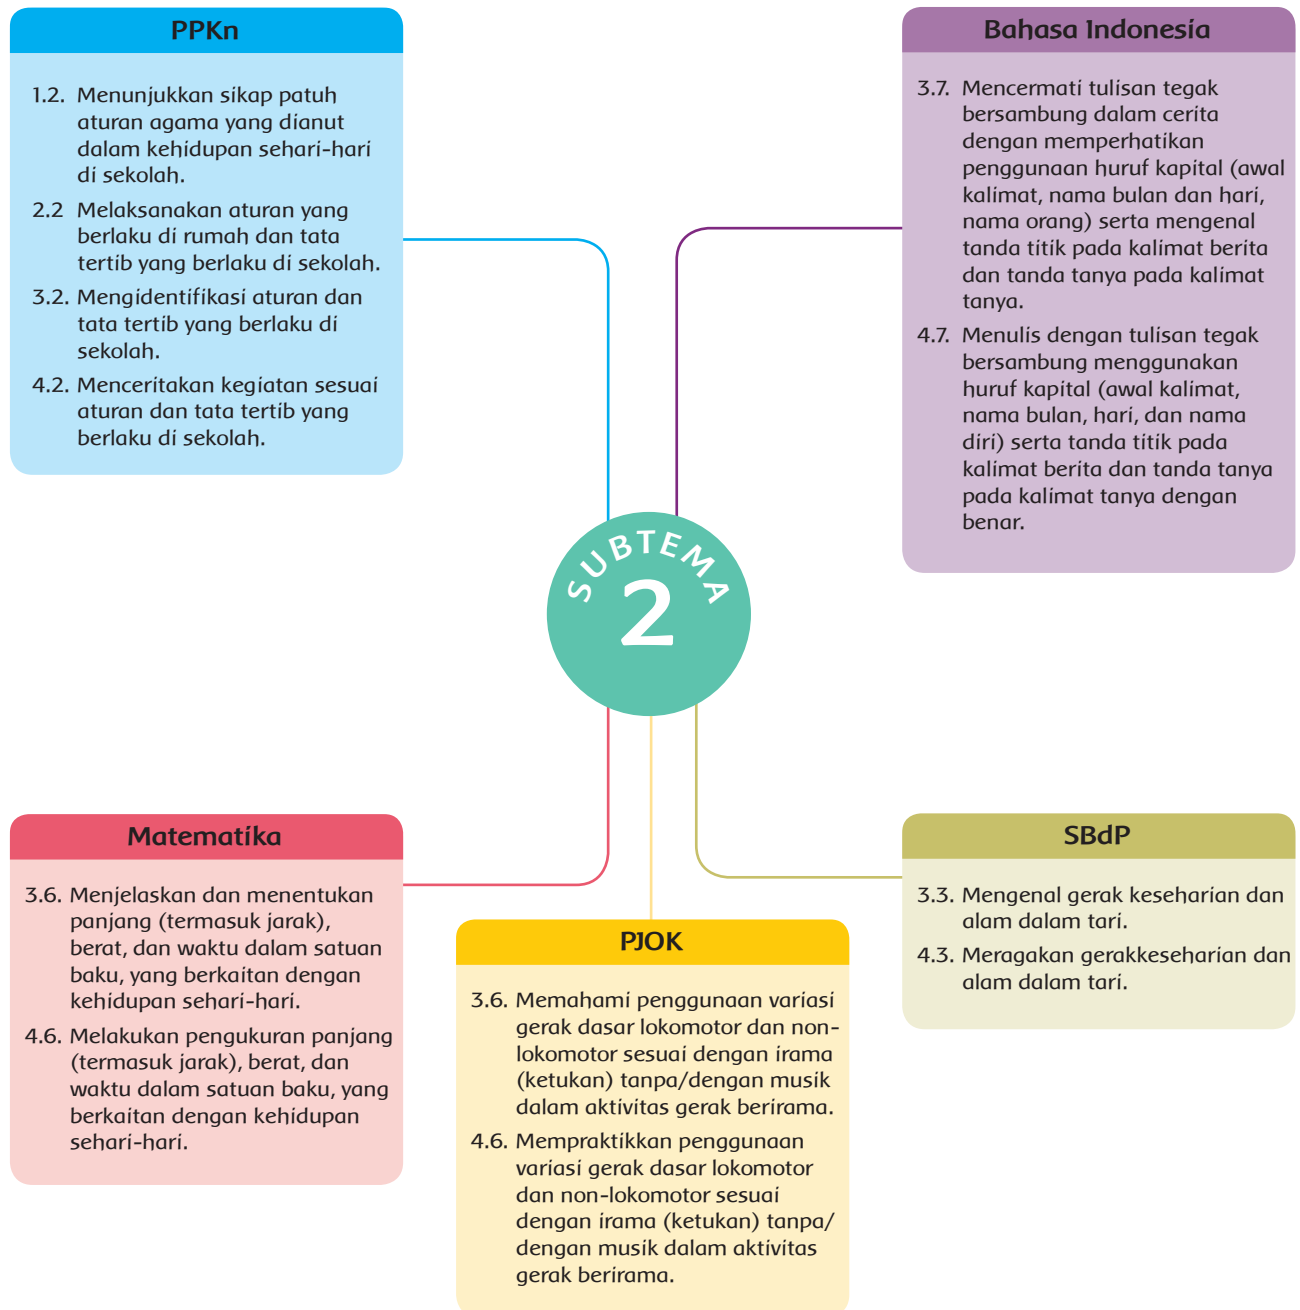 PPKn
1.2. Menunjukkan sikap patuh
aturan agama yang dianut
dalam kehidupan sehari-hari
di sekolah.
2.2 Melaksanakan aturan yang
berlaku di rumah dan tata
tertib yang berlaku di sekolah.
3.2. Mengidentifikasi aturan dan
tata tertib yang berlaku di
sekolah.
4.2. Menceritakan kegiatan sesuai
aturan dan tata tertib yang
berlaku di sekolah.
Bahasa Indonesia
3.7. Mencermati tulisan tegak
bersambung dalam cerita
dengan memperhatikan
penggunaan huruf kapital (awal
kalimat, nama bulan dan hari,
nama orang) serta mengenal
tanda titik pada kalimat berita
dan tanda tanya pada kalimat
tanya.
4.7. Menulis dengan tulisan tegak
bersambung menggunakan
huruf kapital (awal kalimat,
nama bulan, hari, dan nama
diri) serta tanda titik pada
kalimat berita dan tanda tanya
pada kalimat tanya dengan
benar.
SUBTEMA
2
Matematika
3.6. Menjelaskan dan menentukan
panjang (termasuk jarak),
berat, dan waktu dalam satuan
baku, yang berkaitan dengan
kehidupan sehari-hari.
4.6. Melakukan pengukuran panjang
(termasuk jarak), berat, dan
waktu dalam satuan baku, yang
berkaitan dengan kehidupan
sehari-hari.
PJOK
3.6. Memahami penggunaan variasi
gerak dasar lokomotor dan non-
lokomotor sesuai dengan irama
(ketukan) tanpa/dengan musik
dalam aktivitas gerak berirama.
4.6. Mempraktikkan penggunaan
variasi gerak dasar lokomotor
dan non-lokomotor sesuai
dengan irama (ketukan) tanpa/
dengan musik dalam aktivitas
gerak berirama.
SBdP
3.3. Mengenal gerak keseharian dan
alam dalam tari.
4.3. Meragakan gerakkeseharian dan
alam dalam tari.